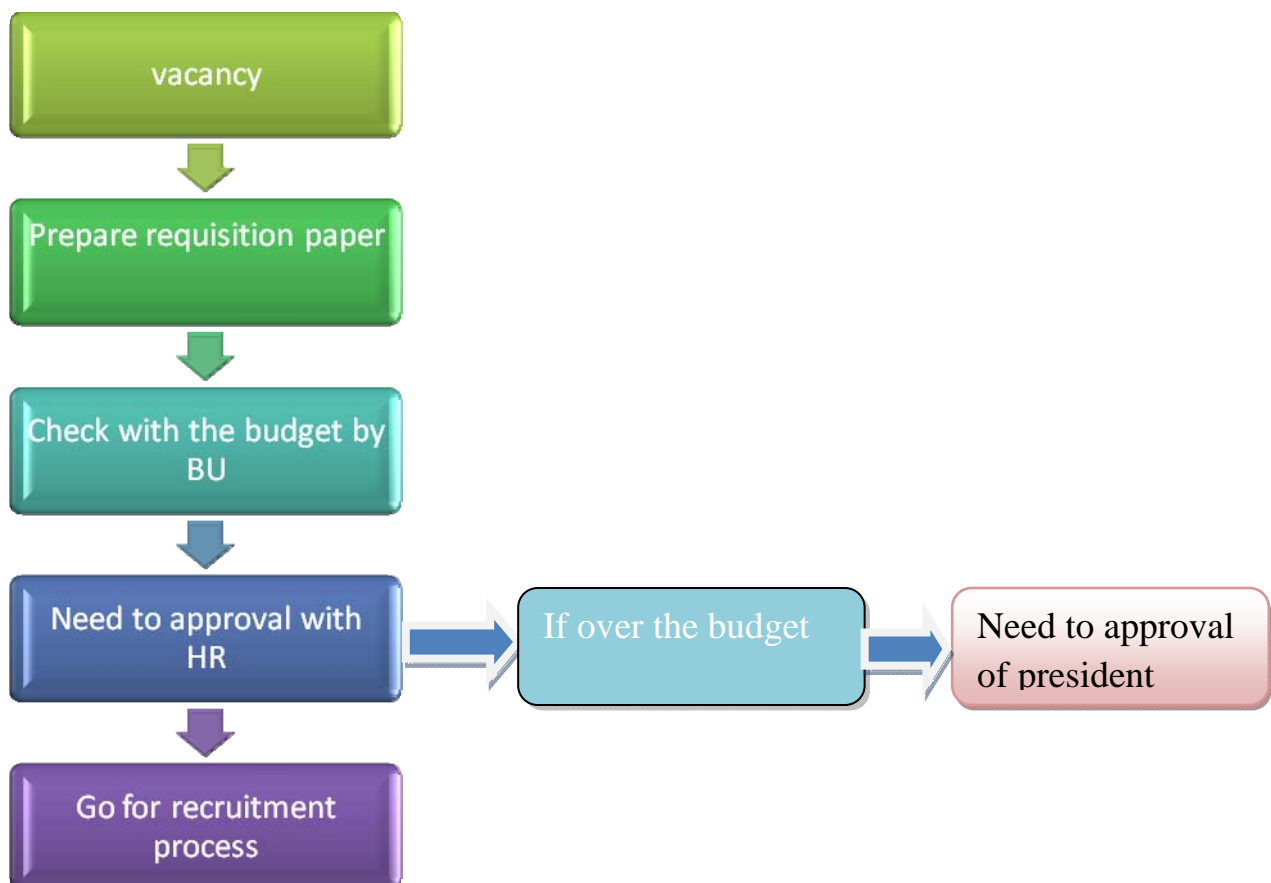 vacancy
Prepare requisition paper
Check with the budget by
BU
Need to approval with
HR
If over the budget
Need to approval
of president
Go for recruitment
process